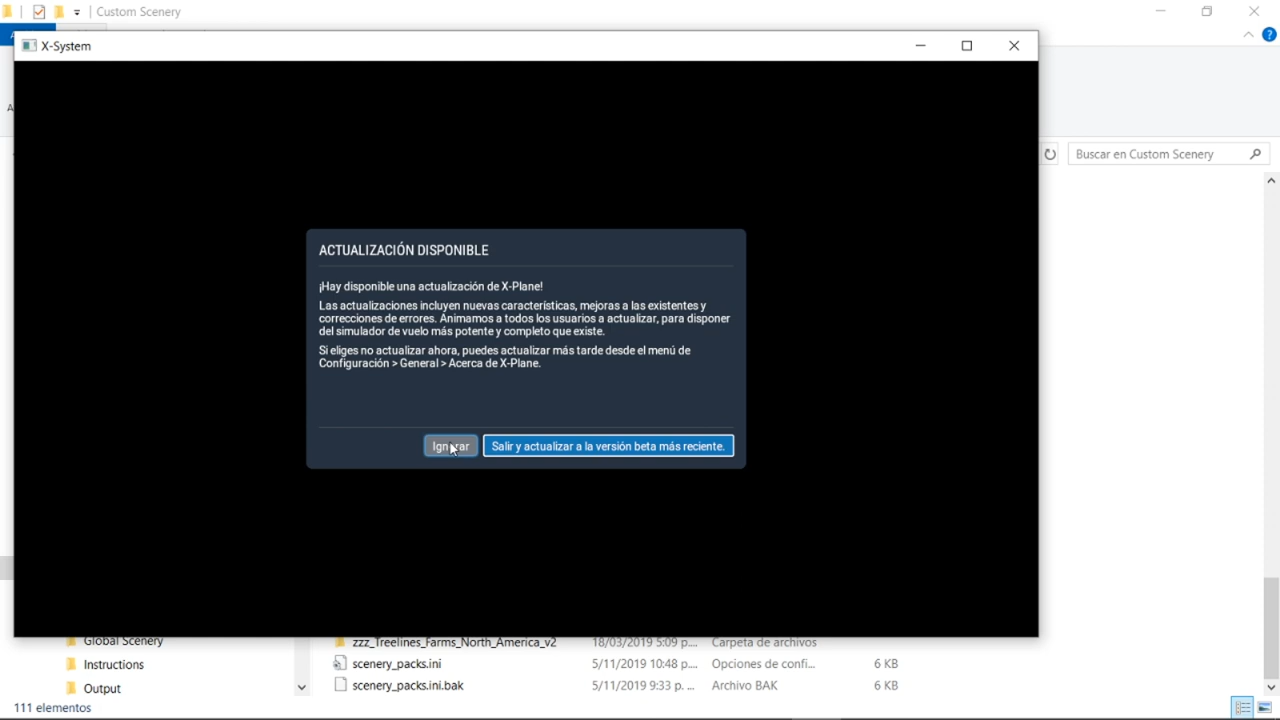 Custom Scenery
X-System
Buscar en Custom Scenery
ACTUALIZACIÓN DISPONIBLE
¡Hay disponible una actualización de X-Plane!
Las actualizaciones incluyen nuevas características, mejoras a las existentes y
correcciones de errores. Animamos a todos los usuarios a actualizar, para disponer
del simulador de vuelo más potente y completo que existe.
Si eliges no actualizar ahora, puedes actualizar más tarde desde el menú de
Configuración > General > Acerca de X-Plane.
Ignorar
Salir y actualizar a la versión beta más reciente.
Global Scenery
zzz_Treelines_Farms_North_America_v2 18/03/2019 5:09 p.... Carpeta de archivos
Instructions
scenery_packs.ini 5/11/2019 10:48 p.... Opciones de confi... 6 KB
Output
scenery_packs.ini.bak 5/11/2019 9:33 p. ... Archivo BAK 6 KB
111 elementos